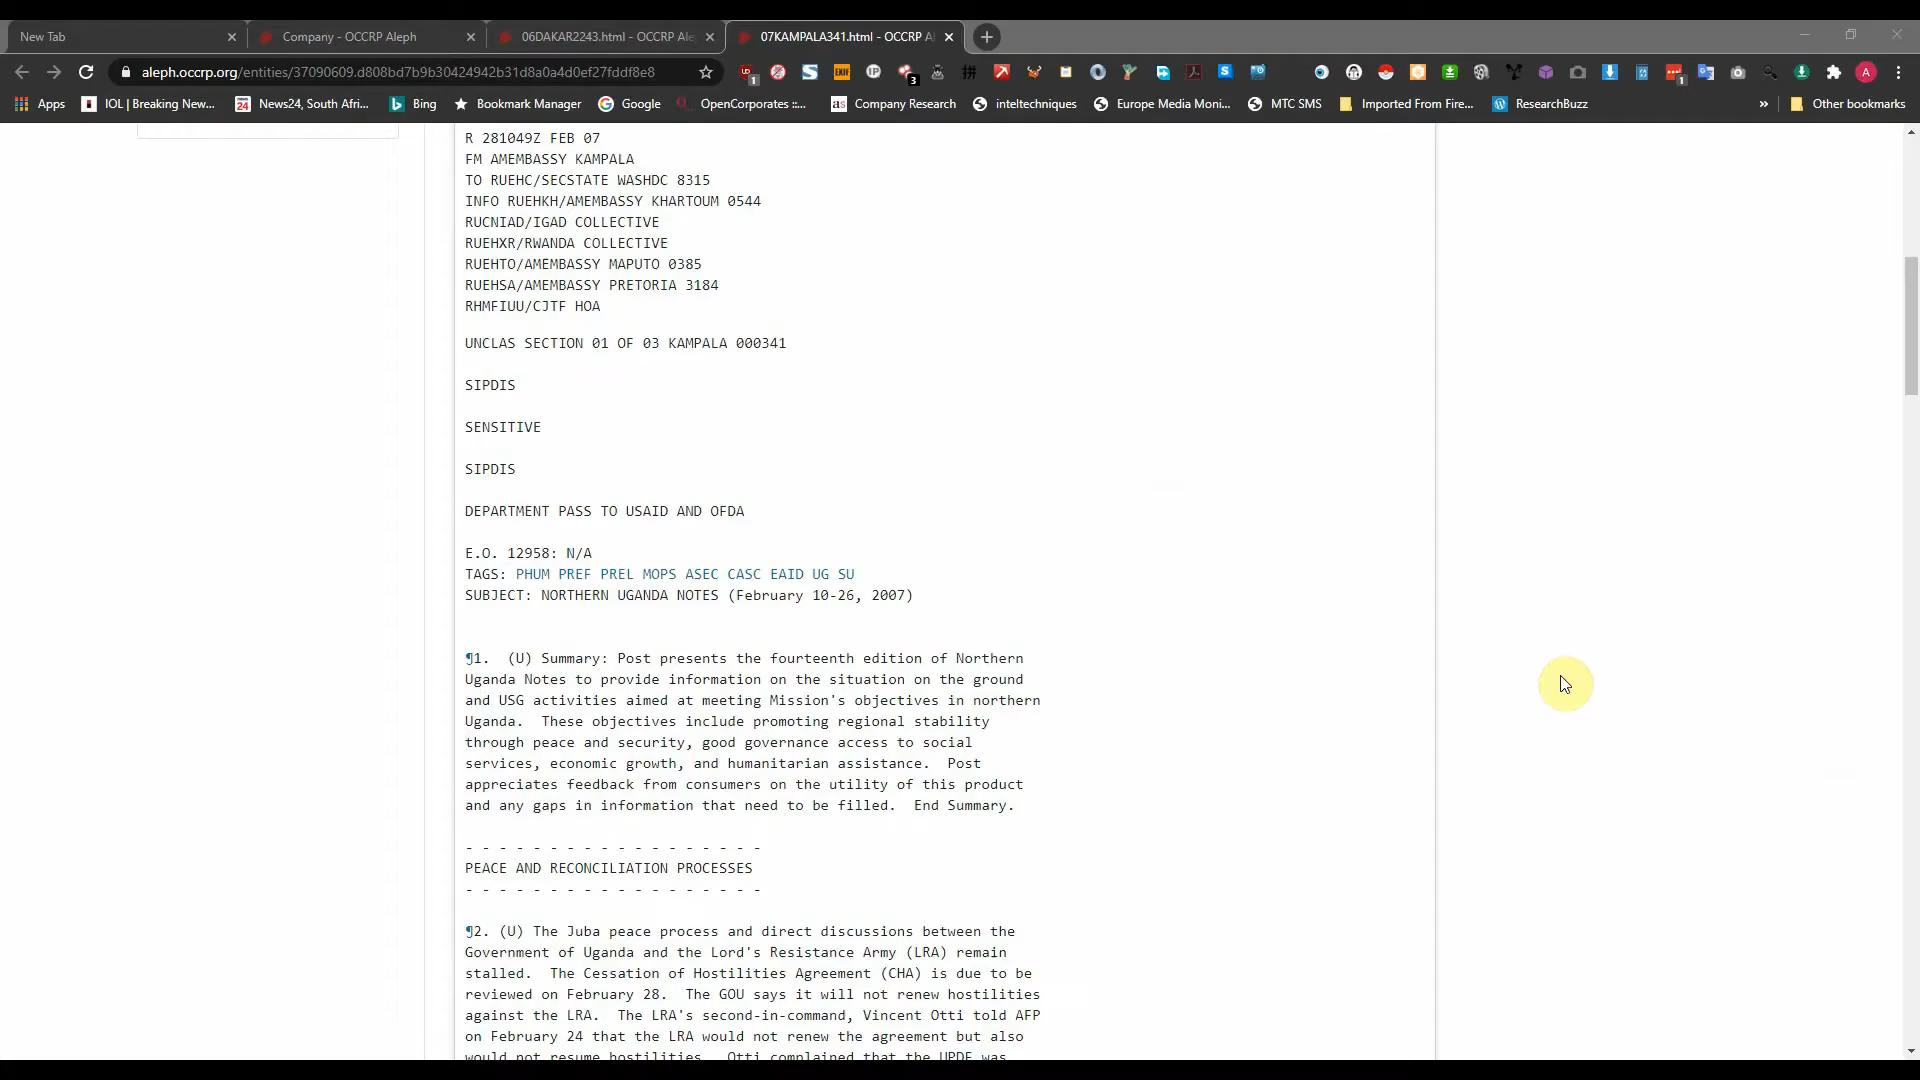 New Tab
Company - OCCRP Aleph
06DAKAR2243.html - OCCRP Ale
07KAMPALA341.html - OCCRP A
aleph.occrp.org/entities/37090609.d808bd7b9b30424942b31d8a0a4d0ef27fddf8e8
Apps
IOL | Breaking New...
News24, South Afri...
Bing
Bookmark Manager
Google
OpenCorporates ::...
Company Research
inteltechniques
Europe Media Moni...
MTC SMS
Imported From Fire...
ResearchBuzz
Other bookmarks
R 281049Z FEB 07
FM AMEMBASSY KAMPALA
TO RUEHC/SECSTATE WASHDC 8315
INFO RUEHKH/AMEMBASSY KHARTOUM 0544
RUCNIAD/IGAD COLLECTIVE
RUEHXR/RWANDA COLLECTIVE
RUEHTO/AMEMBASSY MAPUTO 0385
RUEHSA/AMEMBASSY PRETORIA 3184
RHMFIUU/CJTF HOA
UNCLAS SECTION 01 OF 03 KAMPALA 000341
SIPDIS
SENSITIVE
SIPDIS
DEPARTMENT PASS TO USAID AND OFDA
E.O. 12958: N/A
TAGS: PHUM PREF PREL MOPS ASEC CASC EAID UG SU
SUBJECT: NORTHERN UGANDA NOTES (February 10-26, 2007)
¶1. (U) Summary: Post presents the fourteenth edition of Northern
Uganda Notes to provide information on the situation on the ground
and USG activities aimed at meeting Mission's objectives in northern
Uganda. These objectives include promoting regional stability
through peace and security, good governance access to social
services, economic growth, and humanitarian assistance. Post
appreciates feedback from consumers on the utility of this product
and any gaps in information that need to be filled. End Summary.
- - - - - - - - - - - - - - - - - -
PEACE AND RECONCILIATION PROCESSES
- - - - - - - - - - - - - - - - - -
¶2. (U) The Juba peace process and direct discussions between the
Government of Uganda and the Lord's Resistance Army (LRA) remain
stalled. The Cessation of Hostilities Agreement (CHA) is due to be
reviewed on February 28. The GOU says it will not renew hostilities
against the LRA. The LRA's second-in-command, Vincent Otti told AFP
on February 24 that the LRA would not renew the agreement but also
would not resume hostilities. Otti complained that the UPDF was